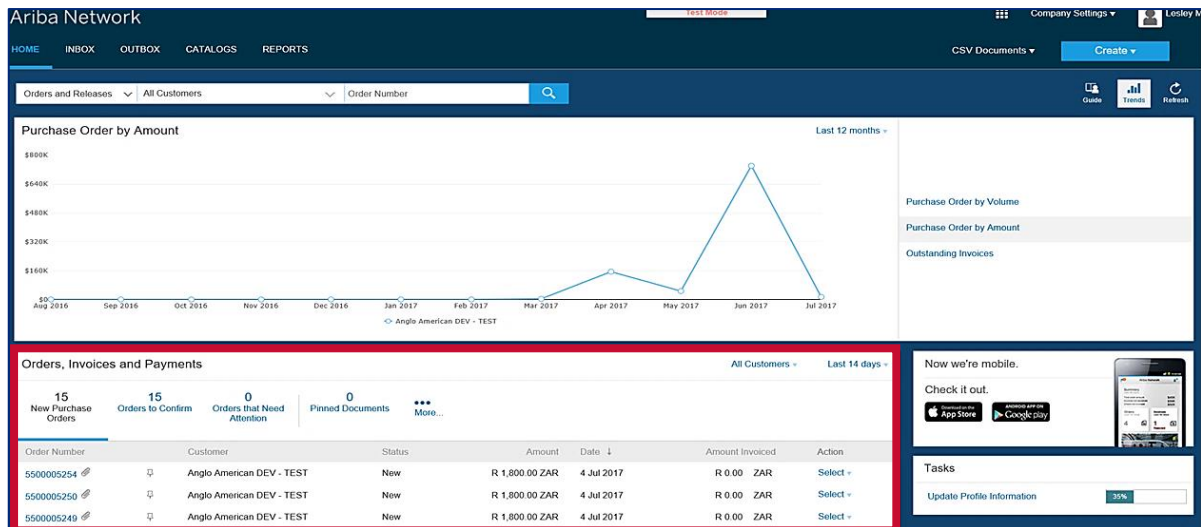 Ariba Network
Test Mode
Company Settings
Lesley M
HOME INBOX OUTBOX CATALOGS REPORTS
CSV Documents
Create
Orders and Releases All Customers Order Number
Guide Trends Refresh
Purchase Order by Amount
Last 12 months
$800K
$640K
$480K
$320K
$160K
$0
Aug 2016 Sep 2016 Oct 2016 Nov 2016 Dec 2016 Jan 2017 Feb 2017 Mar 2017 Apr 2017 May 2017 Jun 2017 Jul 2017
Anglo American DEV - TEST
Purchase Order by Volume
Purchase Order by Amount
Outstanding Invoices
Orders, Invoices and Payments
All Customers Last 14 days
15 15 0 0
New Purchase Orders to Confirm Orders that Need Pinned Documents More...
Orders Attention
Order Number Customer Status Amount Date ↓ Amount Invoiced Action
5500005254 Anglo American DEV - TEST New R 1,800.00 ZAR 4 Jul 2017 R 0.00 ZAR Select
5500005250 Anglo American DEV - TEST New R 1,800.00 ZAR 4 Jul 2017 R 0.00 ZAR Select
5500005249 Anglo American DEV - TEST New R 1,800.00 ZAR 4 Jul 2017 R 0.00 ZAR Select
Now we're mobile.
Check it out.
Download on the
App Store
ANDROID APP ON
Google play
Tasks
Update Profile Information 35%